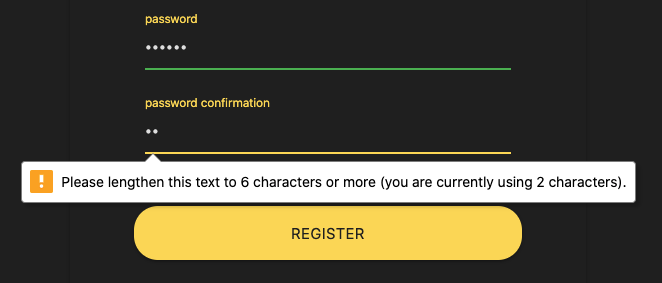 password
••••••
password confirmation
••
Please lengthen this text to 6 characters or more (you are currently using 2 characters).
REGISTER